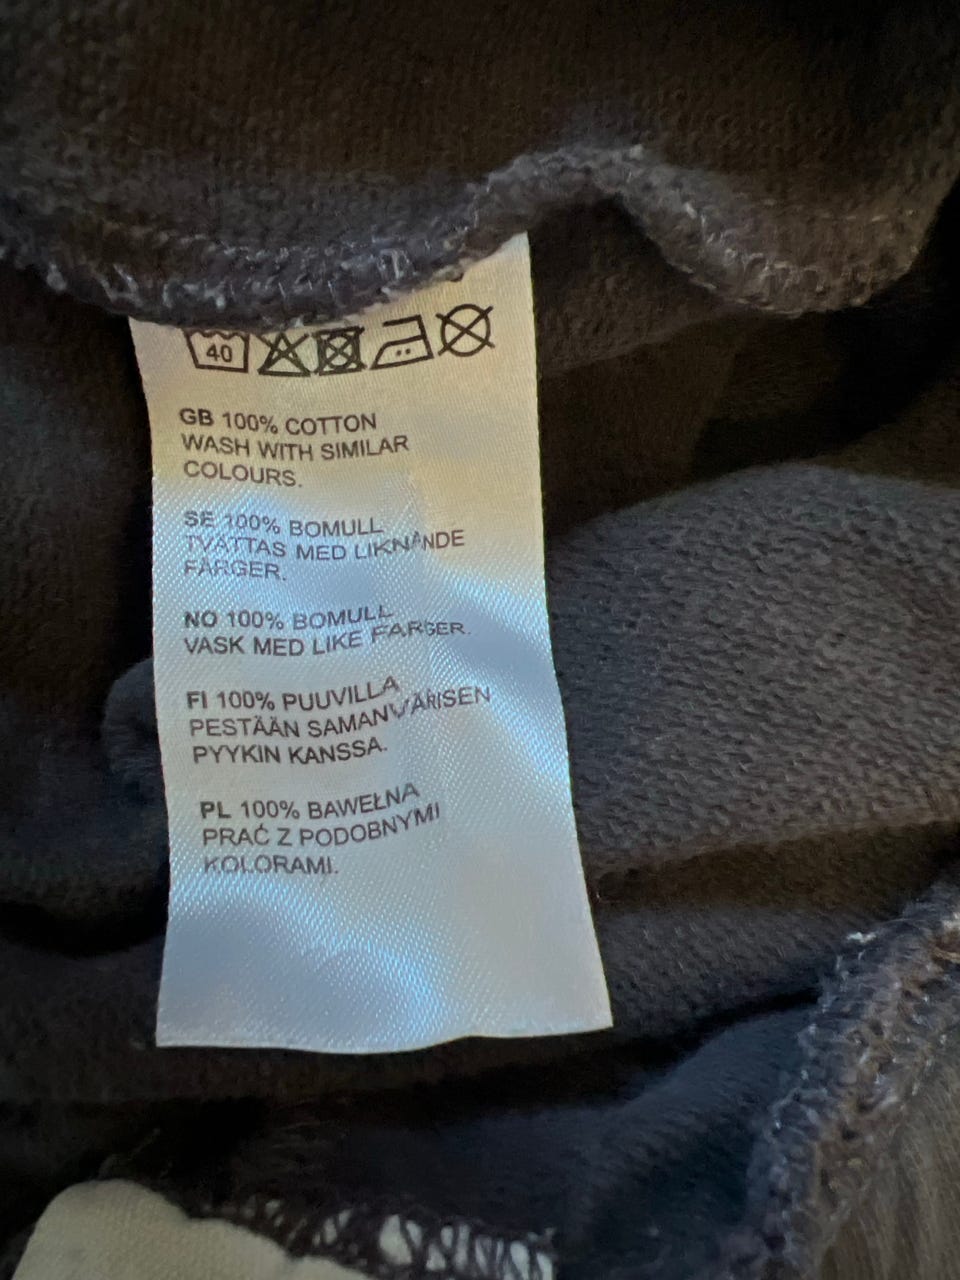 40
GB 100% COTTON
WASH WITH SIMILAR
COLOURS.
SE 100% BOMULL
TVÄTTAS MED LIKNANDE
FÄRGER.
NO 100% BOMULL
VASK MED LIKE FARGER.
FI 100% PUUVILLA
PESTÄÄN SAMANVÄRISEN
PYYKIN KANSSA.
PL 100% BAWEŁNA
PRAĆ Z PODOBNYMI
KOLORAMI.